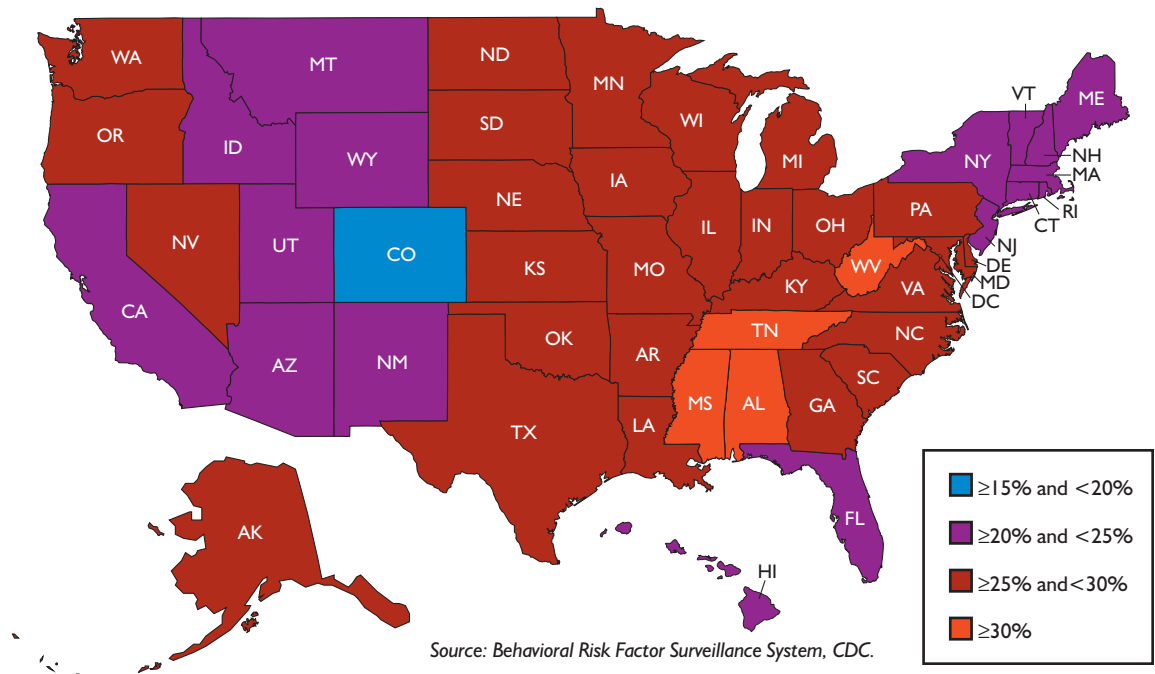 WA
MT
ND
MN
VT
ME
OR
ID
SD
WI
MI
NY
NH
MA
WY
IA
RI
CT
NE
PA
NV
UT
CO
IL
IN
OH
NJ
DE
MD
DC
KS
MO
WV
VA
KY
CA
TN
NC
OK
AR
AZ
NM
SC
MS
AL
GA
LA
TX
FL
AK
HI
≥15% and <20%
≥20% and <25%
≥25% and<30%
≥30%
Source: Behavioral Risk Factor Surveillance System, CDC.